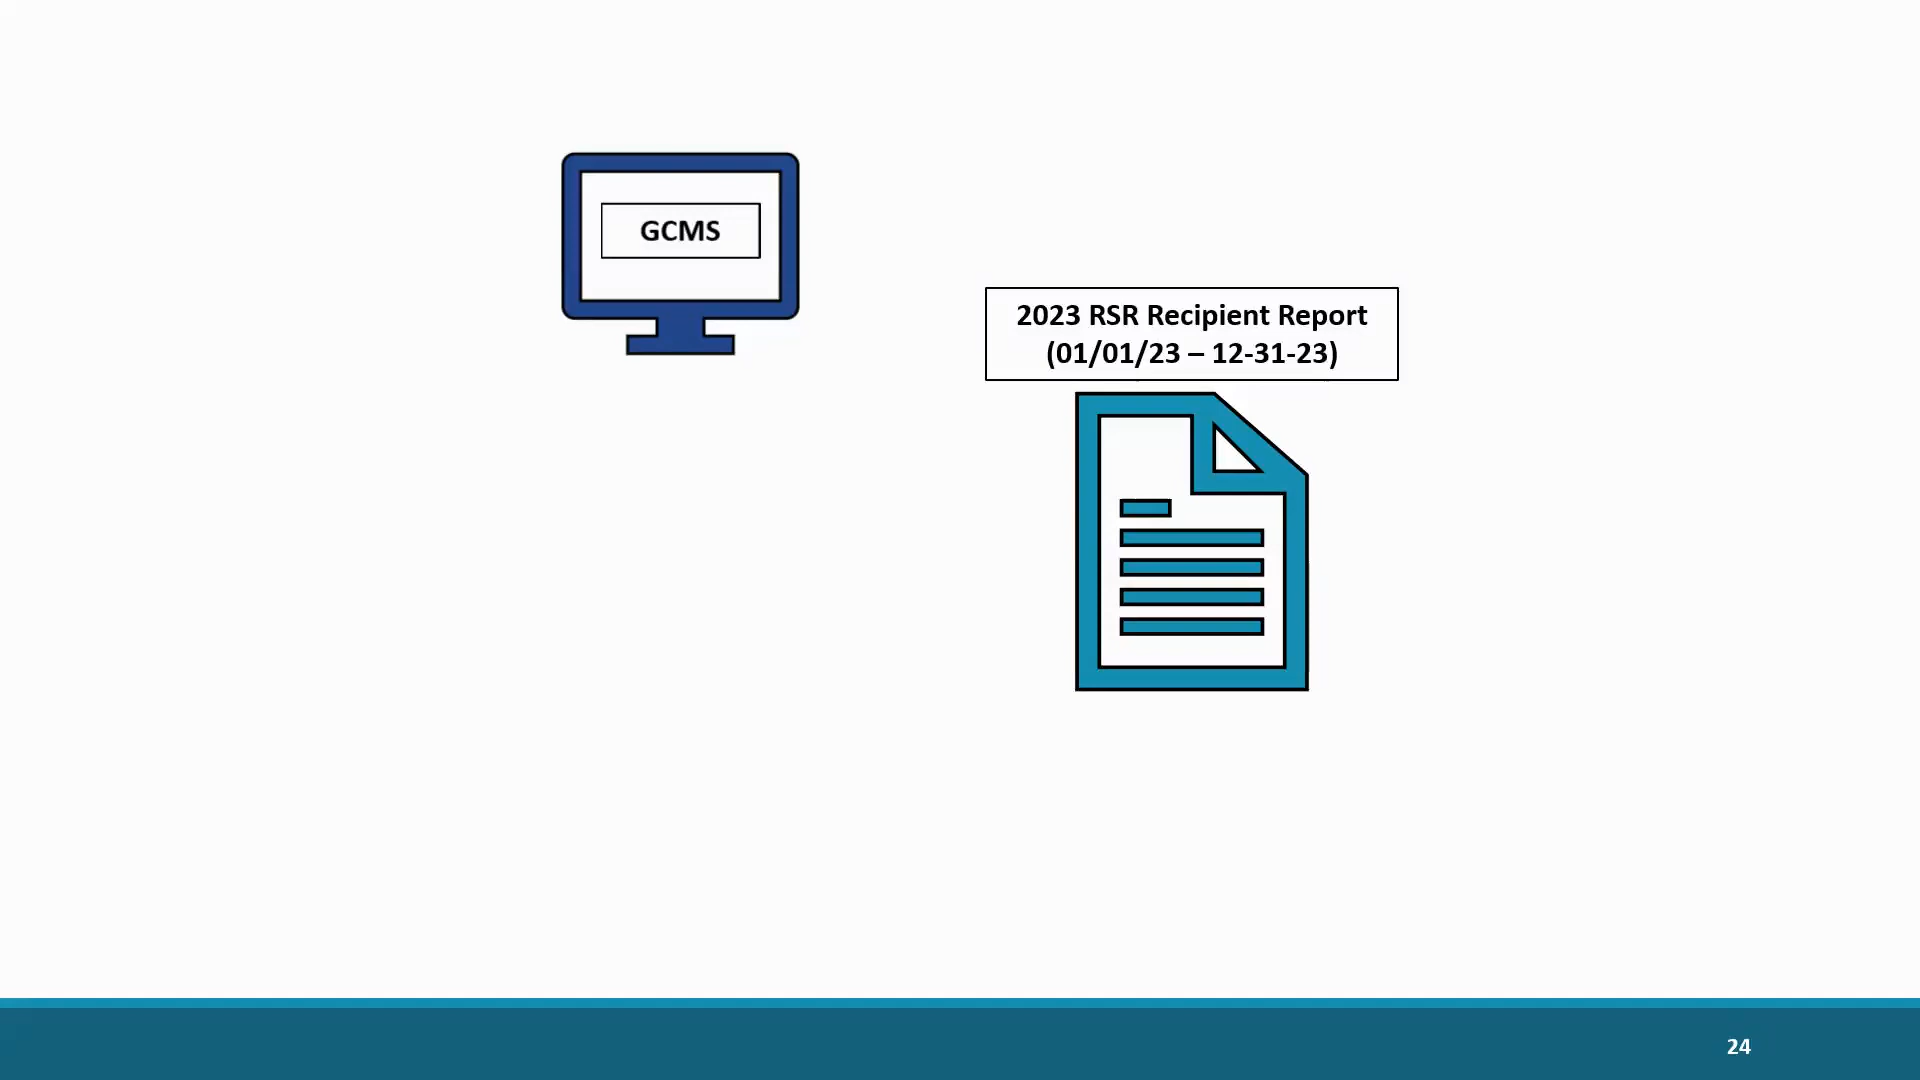 GCMS
2023 RSR Recipient Report
(01/01/23 – 12-31-23)
24